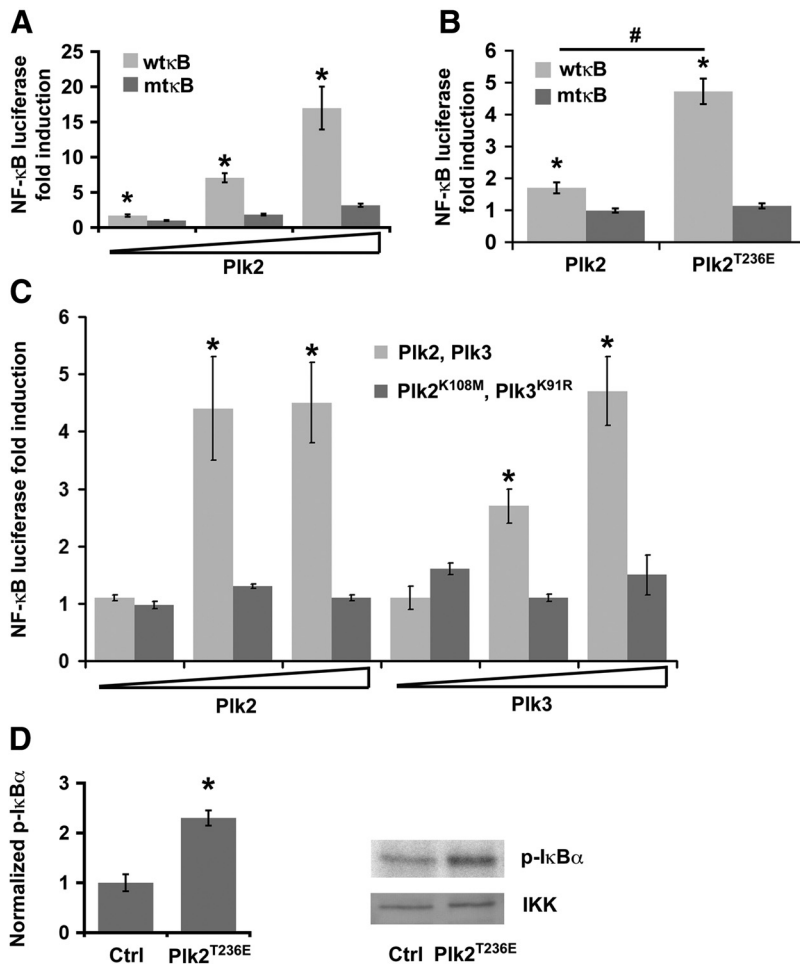 A
NF-κB luciferase
fold induction
25
20
15
10
5
0
wtκB
mtκB
*
*
*
Plk2
B
NF-κB luciferase
fold induction
6
5
4
3
2
1
0
wtκB
mtκB
#
*
*
Plk2
Plk2T236E
C
NF-κB luciferase fold induction
6
5
4
3
2
1
0
Plk2, Plk3
Plk2K108M, Plk3K91R
*
*
*
*
Plk2
Plk3
D
Normalized p-IκBα
3
2
1
0
*
Ctrl
Plk2T236E
p-IκBα
IKK
Ctrl Plk2T236E